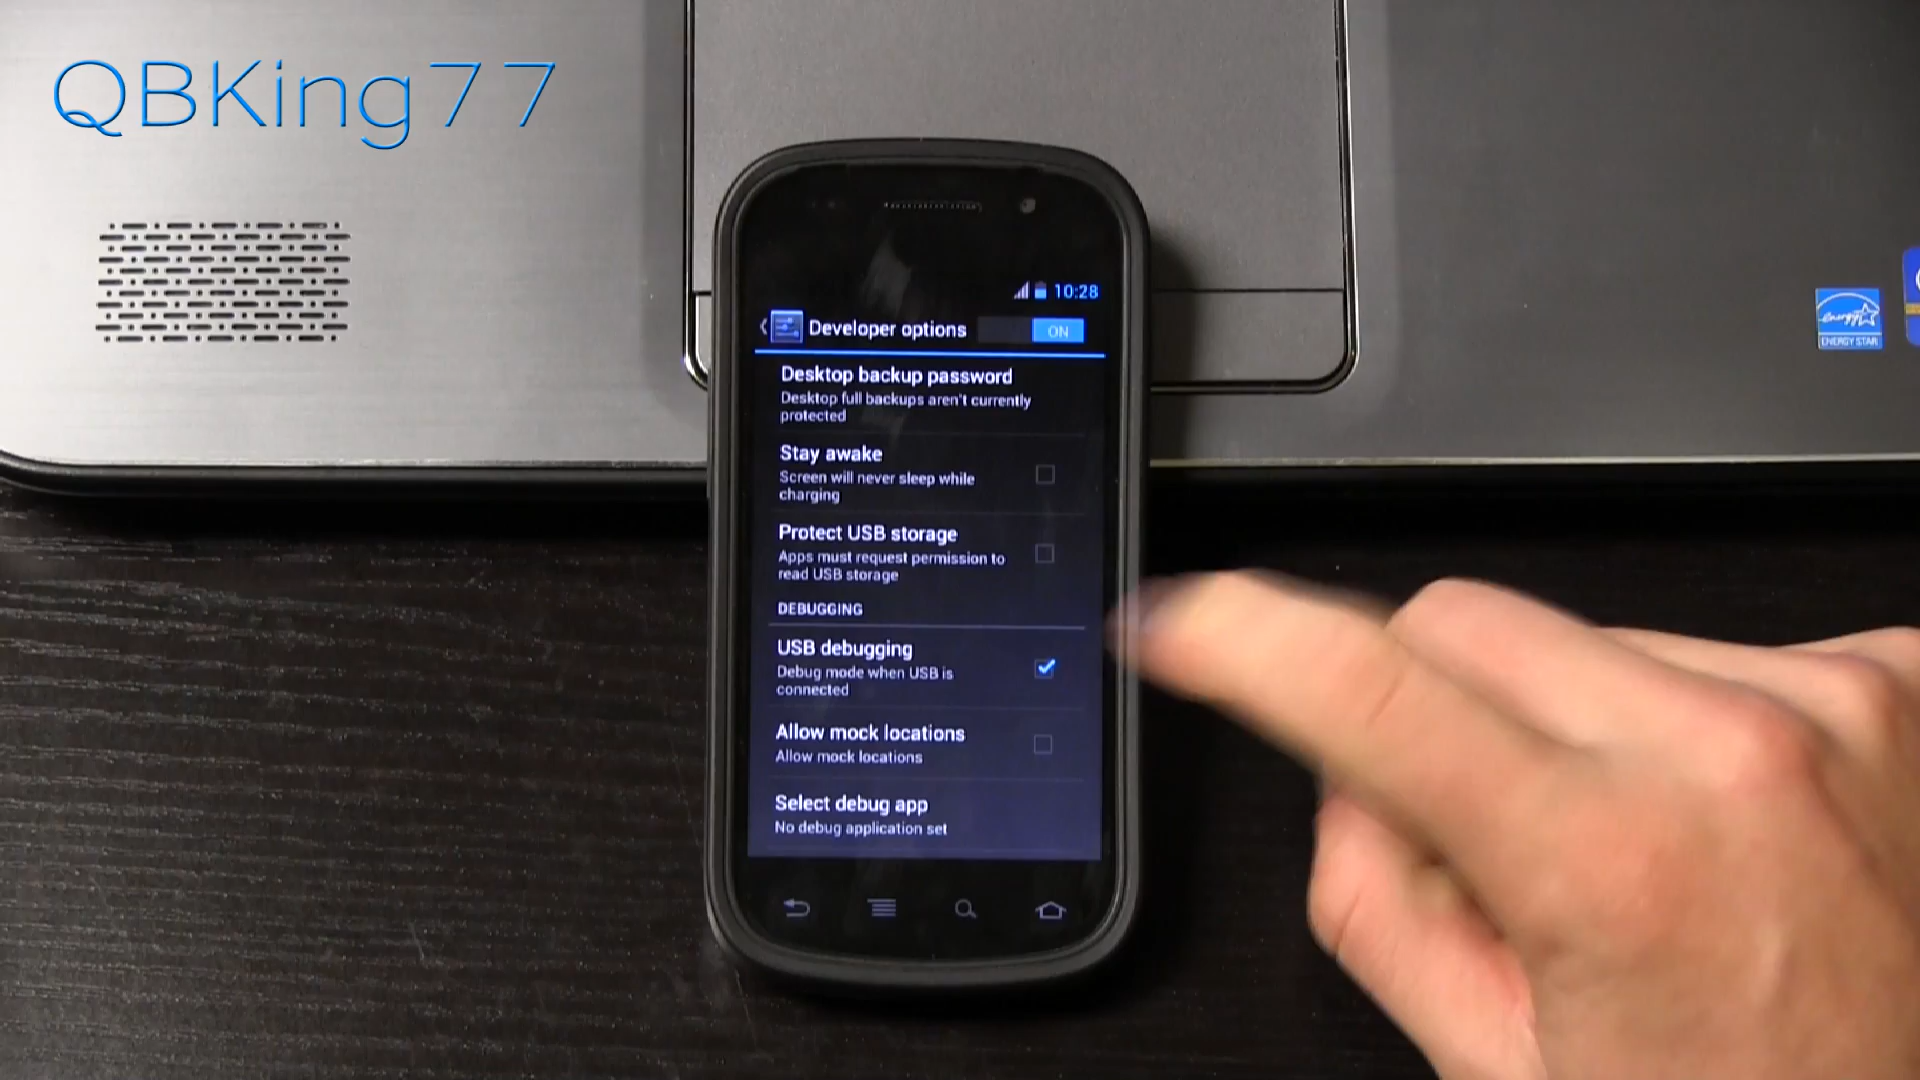 QBKing77
10:28
Developer options
ON
Desktop backup password
Desktop full backups aren't currently
protected
Stay awake
Screen will never sleep while
charging
Protect USB storage
Apps must request permission to
read USB storage
DEBUGGING
USB debugging
Debug mode when USB is
connected
Allow mock locations
Allow mock locations
Select debug app
No debug application set
energy
ENERGY STAR